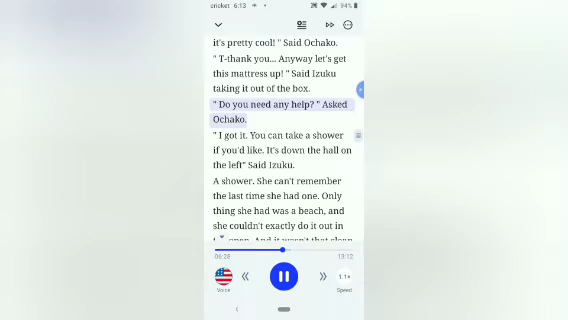 cricket 6:13 94%
it's pretty cool! " Said Ochako.
" T-thank you... Anyway let's get
this mattress up! " Said Izuku
taking it out of the box.
" Do you need any help? " Asked
Ochako.
" I got it. You can take a shower
if you'd like. It's down the hall on
the left" Said Izuku.
A shower. She can't remember
the last time she had one. Only
thing she had was a beach, and
she couldn't exactly do it out in
open. And it wasn't that clean
06:28 13:12
1.1×
Voice Speed